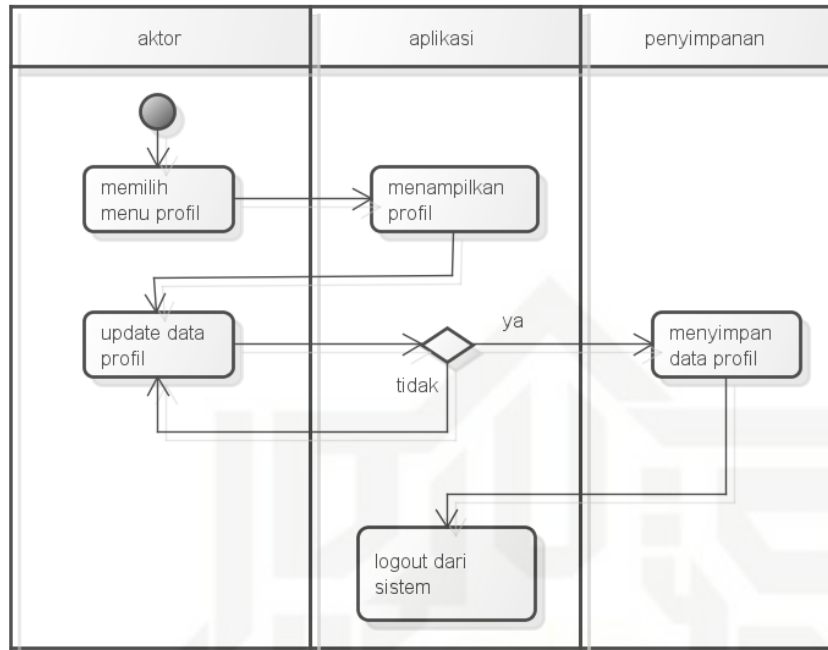 aktor
aplikasi
penyimpanan
memilih
menu profil
menampilkan
profil
update data
profil
ya
tidak
menyimpan
data profil
logout dari
sistem